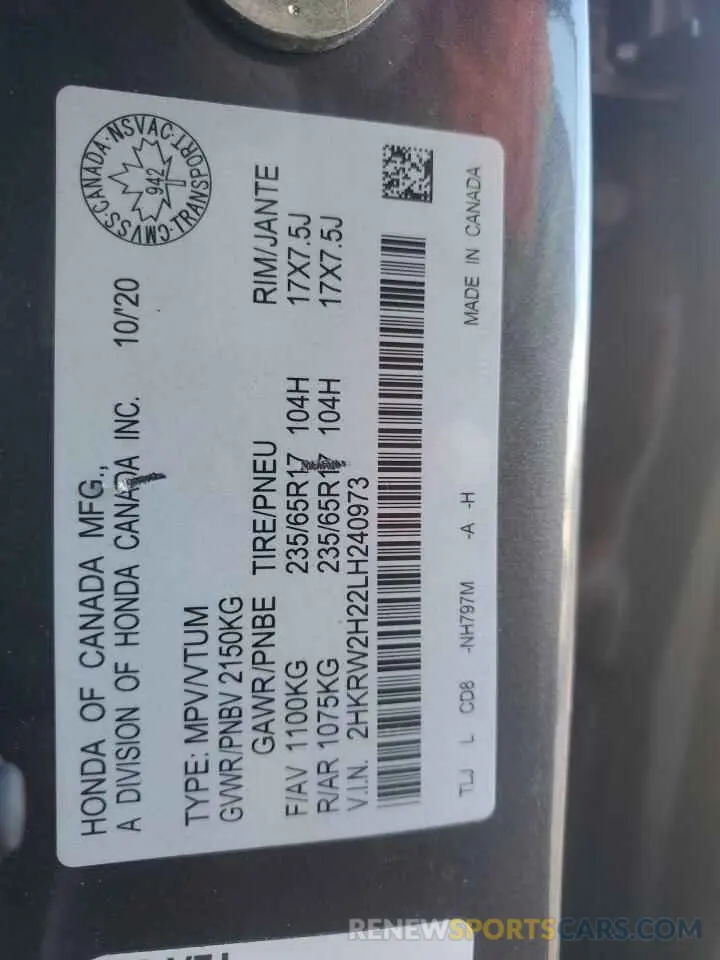 HONDA OF CANADA MFG.,
A DIVISION OF HONDA CANADA INC. 10/'20
CMVSS·CANADA·NSVAC·TRANSPORT·
942
TYPE: MPV/VTUM
GVWR/PNBV 2150KG
GAWR/PNBE TIRE/PNEU RIM/JANTE
F/AV 1100KG 235/65R17 104H 17X7.5J
R/AR 1075KG 235/65R17 104H 17X7.5J
V.I.N. 2HKRW2H22LH240973
TLJ L CD8 -NH797M -A -H MADE IN CANADA
RENEWSPORTSCARS.COM